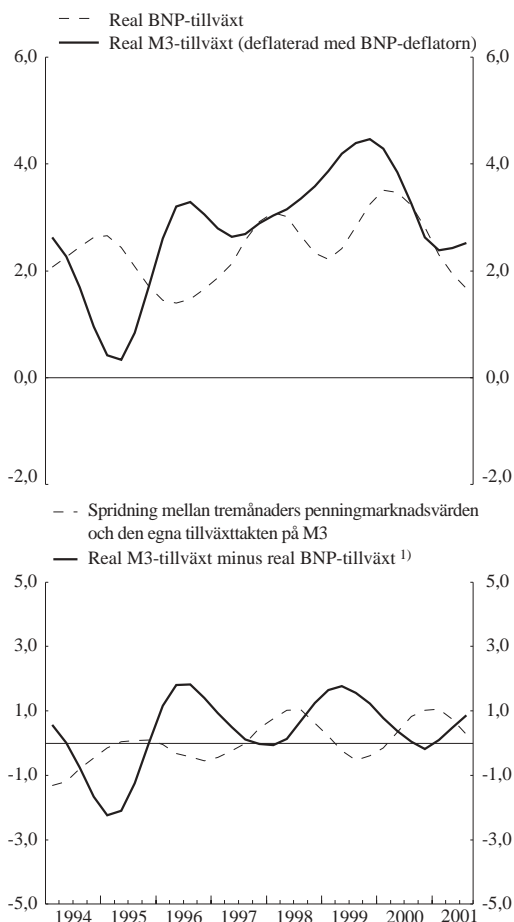 Real BNP-tillväxt
Real M3-tillväxt (deflaterad med BNP-deflatorn)
6,0 6,0
4,0 4,0
2,0 2,0
0,0 0,0
-2,0 -2,0
Spridning mellan tremånaders penningmarknadsvärden
och den egna tillväxttakten på M3
Real M3-tillväxt minus real BNP-tillväxt 1)
5,0 5,0
3,0 3,0
1,0 1,0
-1,0 -1,0
-3,0 -3,0
-5,0 -5,0
1994 1995 1996 1997 1998 1999 2000 2001